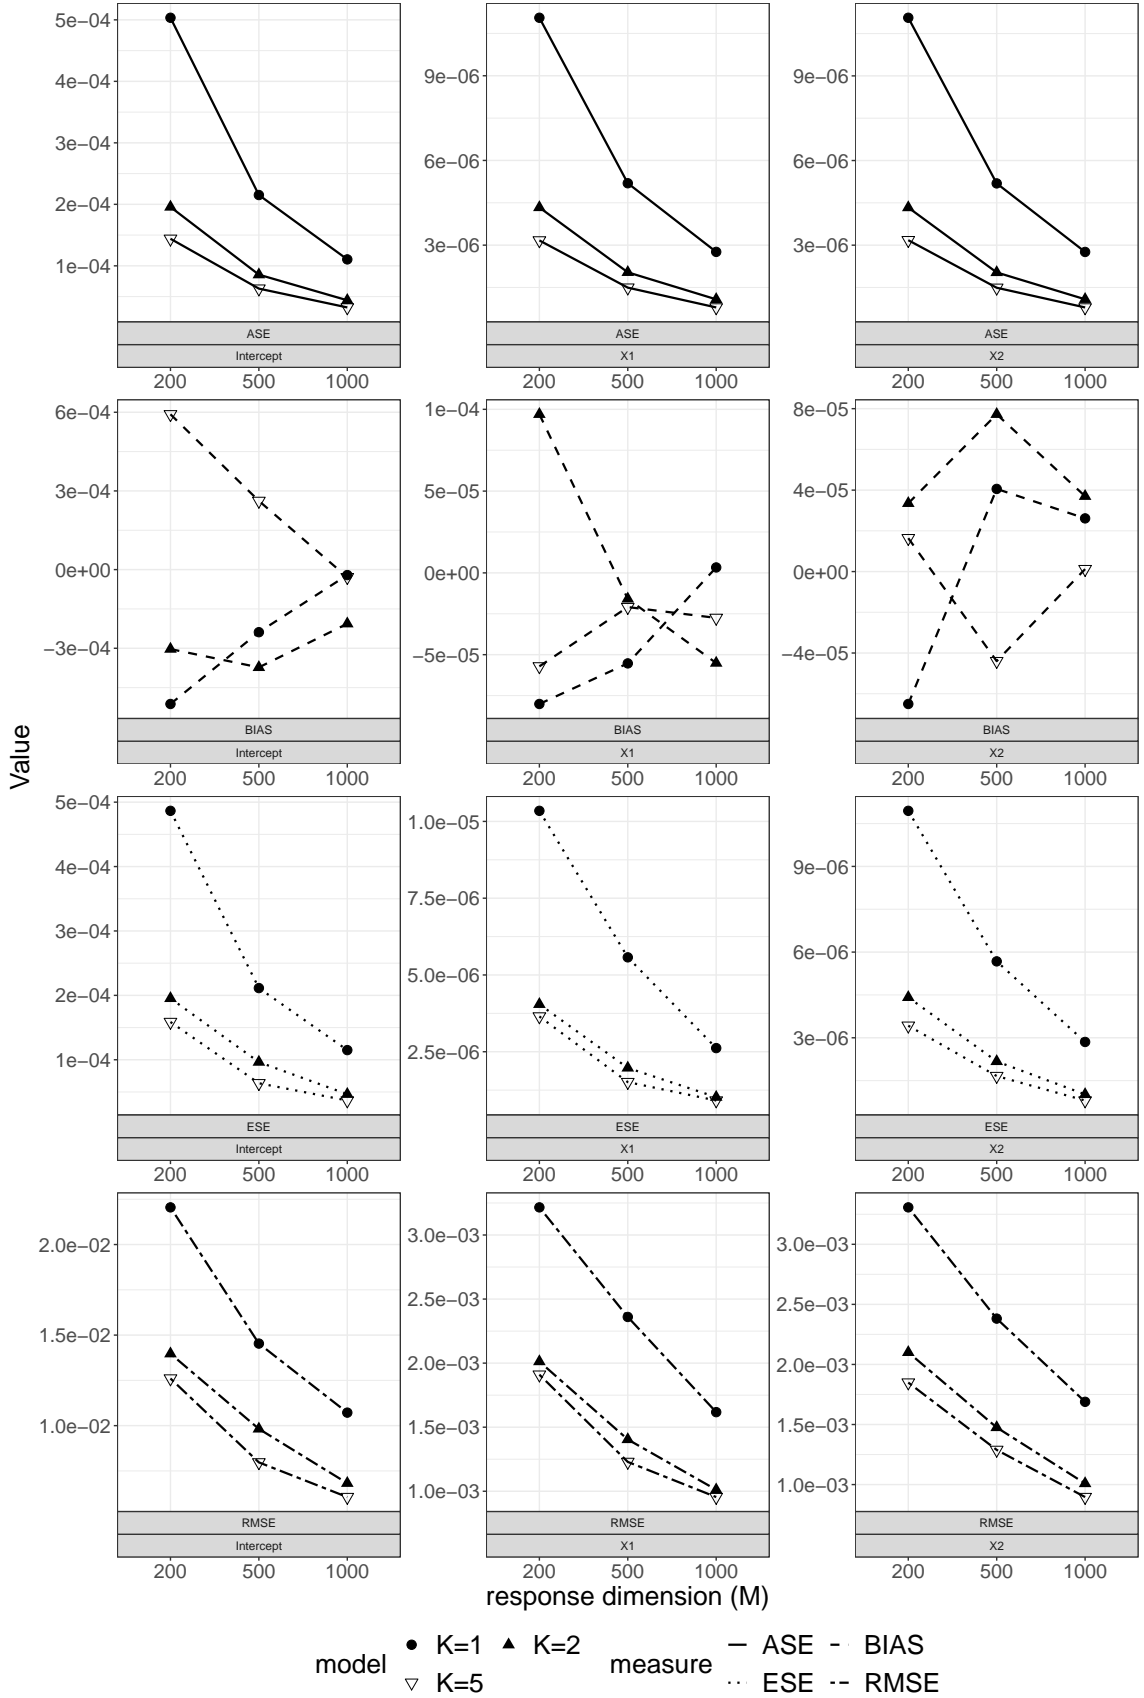 5e−04
4e−04
3e−04
2e−04
1e−04
9e−06
6e−06
3e−06
9e−06
6e−06
3e−06
ASE ASE ASE
Intercept X1 X2
200 500 1000 200 500 1000 200 500 1000
6e−04
3e−04
0e+00
−3e−04
1e−04
5e−05
0e+00
−5e−05
8e−05
4e−05
0e+00
−4e−05
BIAS BIAS BIAS
Intercept X1 X2
200 500 1000 200 500 1000 200 500 1000
Value
5e−04
4e−04
3e−04
2e−04
1e−04
1.0e−05
7.5e−06
5.0e−06
2.5e−06
9e−06
6e−06
3e−06
ESE ESE ESE
Intercept X1 X2
200 500 1000 200 500 1000 200 500 1000
2.0e−02
1.5e−02
1.0e−02
3.0e−03
2.5e−03
2.0e−03
1.5e−03
1.0e−03
3.0e−03
2.5e−03
2.0e−03
1.5e−03
1.0e−03
RMSE RMSE RMSE
Intercept X1 X2
200 500 1000 200 500 1000 200 500 1000
response dimension (M)
model K=1 K=2 K=5
measure ASE BIAS ESE RMSE